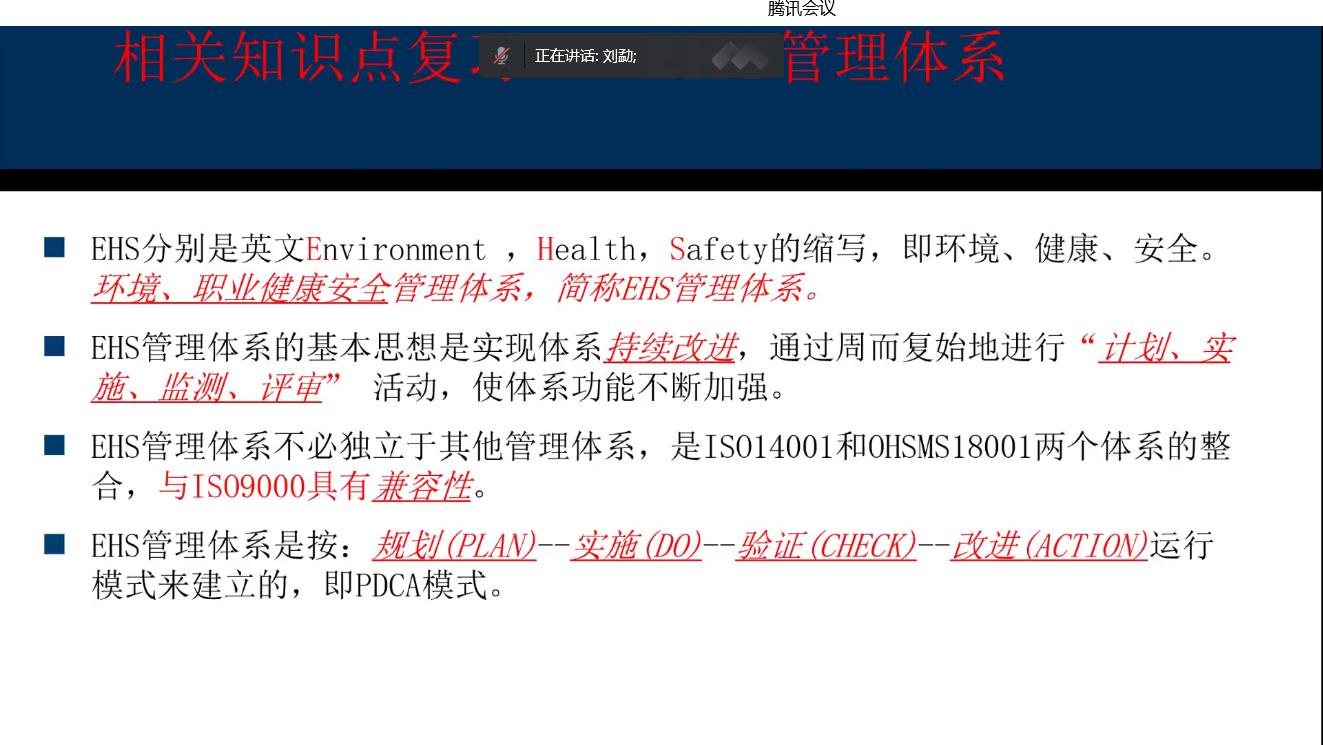 腾讯会议
相关知识点复习
管理体系
正在讲话: 刘勐;
EHS分别是英文Environment ，Health，Safety的缩写，即环境、健康、安全。
环境、职业健康安全管理体系，简称EHS管理体系。
EHS管理体系的基本思想是实现体系持续改进，通过周而复始地进行“计划、实
施、监测、评审” 活动，使体系功能不断加强。
EHS管理体系不必独立于其他管理体系，是ISO14001和OHSMS18001两个体系的整
合，与ISO9000具有兼容性。
EHS管理体系是按：规划(PLAN)--实施(DO)--验证(CHECK)--改进(ACTION)运行
模式来建立的，即PDCA模式。